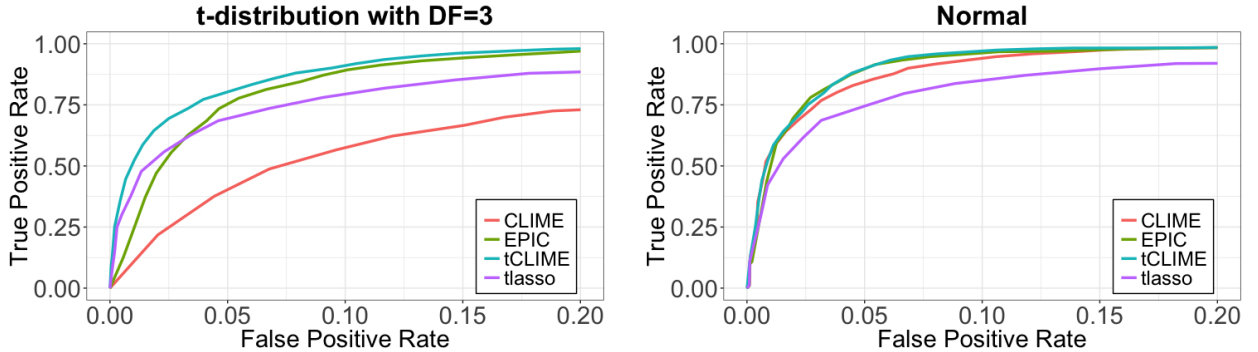 t-distribution with DF=3
True Positive Rate
1.00
0.75
0.50
0.25
0.00
CLIME
EPIC
tCLIME
tlasso
0.00 0.05 0.10 0.15 0.20
False Positive Rate
Normal
True Positive Rate
1.00
0.75
0.50
0.25
0.00
CLIME
EPIC
tCLIME
tlasso
0.00 0.05 0.10 0.15 0.20
False Positive Rate